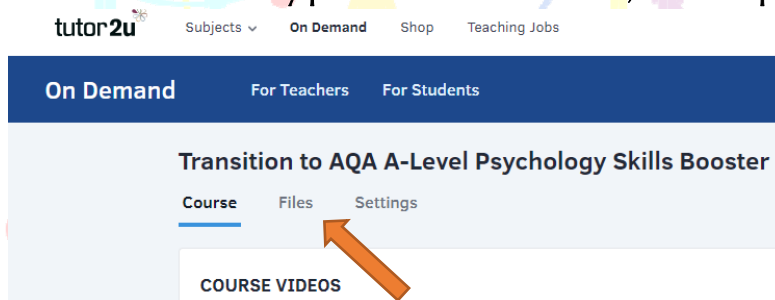 tutor2u Subjects On Demand Shop Teaching Jobs
On Demand For Teachers For Students
Transition to AQA A-Level Psychology Skills Booster
Course Files Settings
COURSE VIDEOS